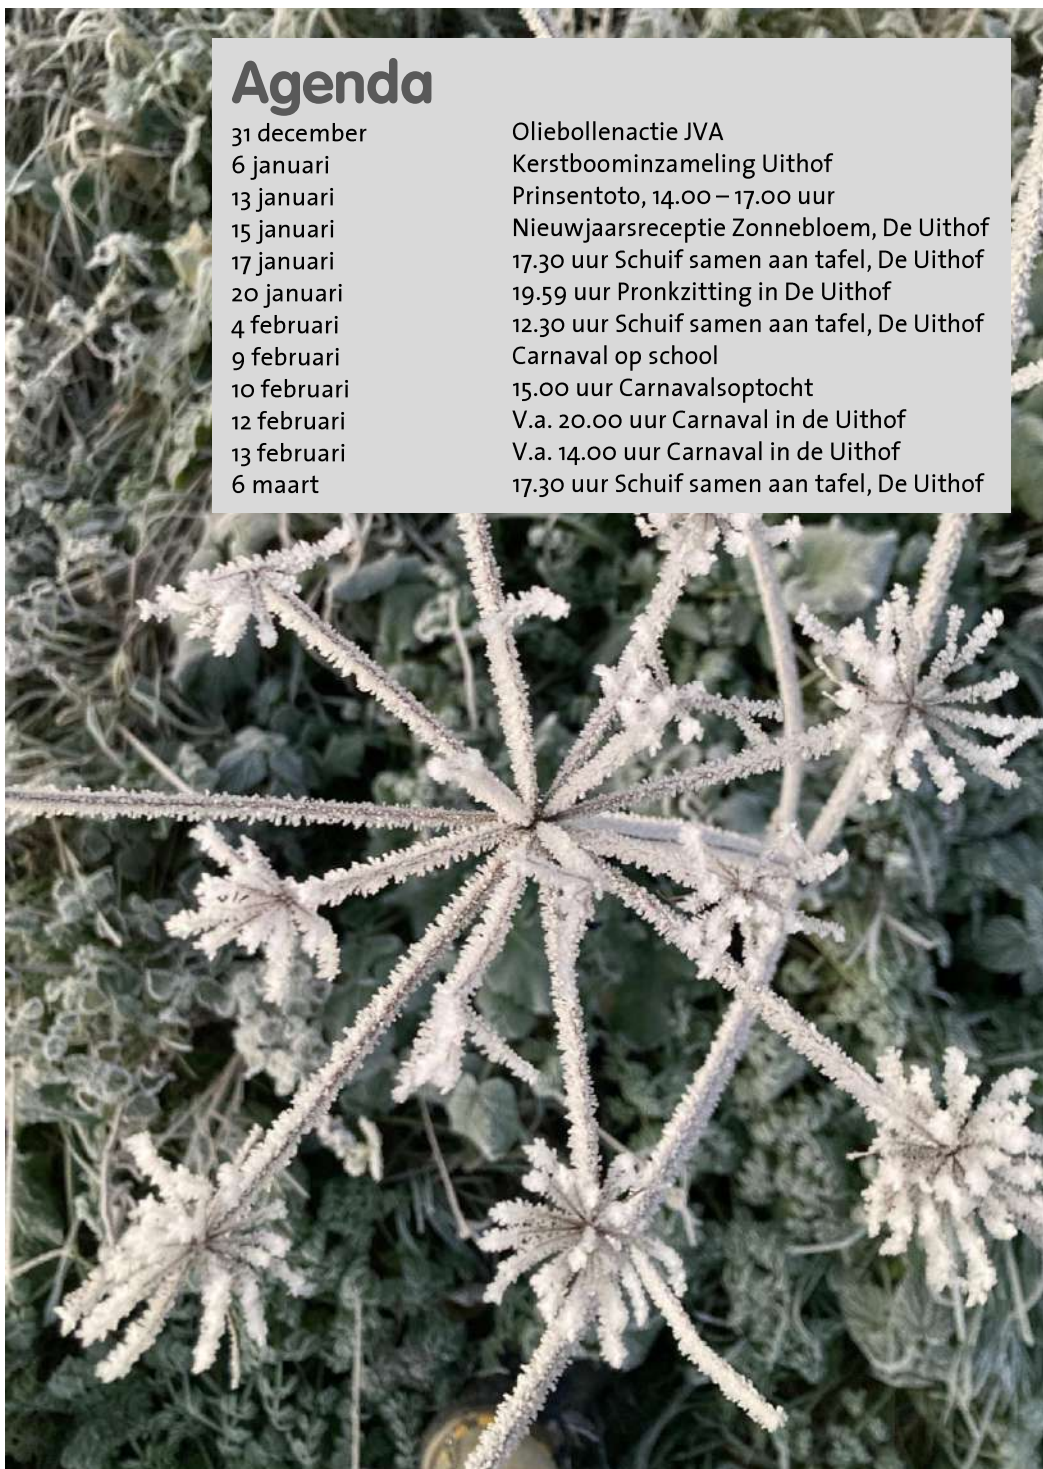 Agenda
31 december Oliebollenactie JVA
6 januari Kerstboominzameling Uithof
13 januari Prinsentoto, 14.00 – 17.00 uur
15 januari Nieuwjaarsreceptie Zonnebloem, De Uithof
17 januari 17.30 uur Schuif samen aan tafel, De Uithof
20 januari 19.59 uur Pronkzitting in De Uithof
4 februari 12.30 uur Schuif samen aan tafel, De Uithof
9 februari Carnaval op school
10 februari 15.00 uur Carnavalsoptocht
12 februari V.a. 20.00 uur Carnaval in de Uithof
13 februari V.a. 14.00 uur Carnaval in de Uithof
6 maart 17.30 uur Schuif samen aan tafel, De Uithof